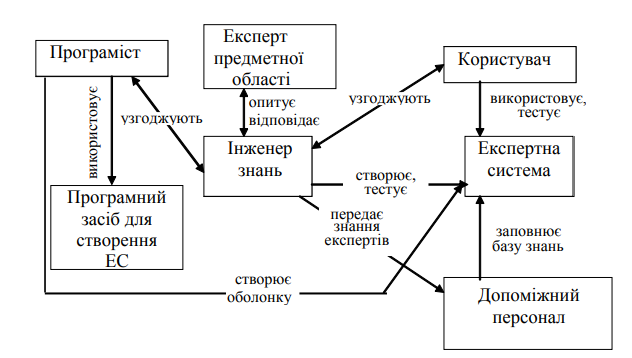 Програміст
Експерт
предметної
області
Користувач
використовує
узгоджують
опитує
відповідає
узгоджують
використовує,
тестує
Інженер
знань
Експертна
система
створює,
тестує
Програмний
засіб для
створення
ЕС
передає
знання
експертів
заповнює
базу знань
створює
оболонку
Допоміжний
персонал